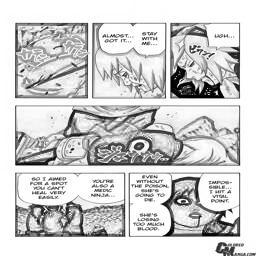 UGH...
STAY
WITH
ME...
ALMOST...
GOT IT...
IMPOS-
SIBLE...
I HIT
A VITAL
POINT.
EVEN
WITHOUT
THE POISON,
SHE'S
GOING TO
DIE.
SHE'S
LOSING
TOO MUCH
BLOOD.
YOU'RE
ALSO A
MEDIC
NINJA...
SO I AIMED
FOR A SPOT
YOU CAN'T
HEAL VERY
EASILY.
COLORED
MANGA.COM